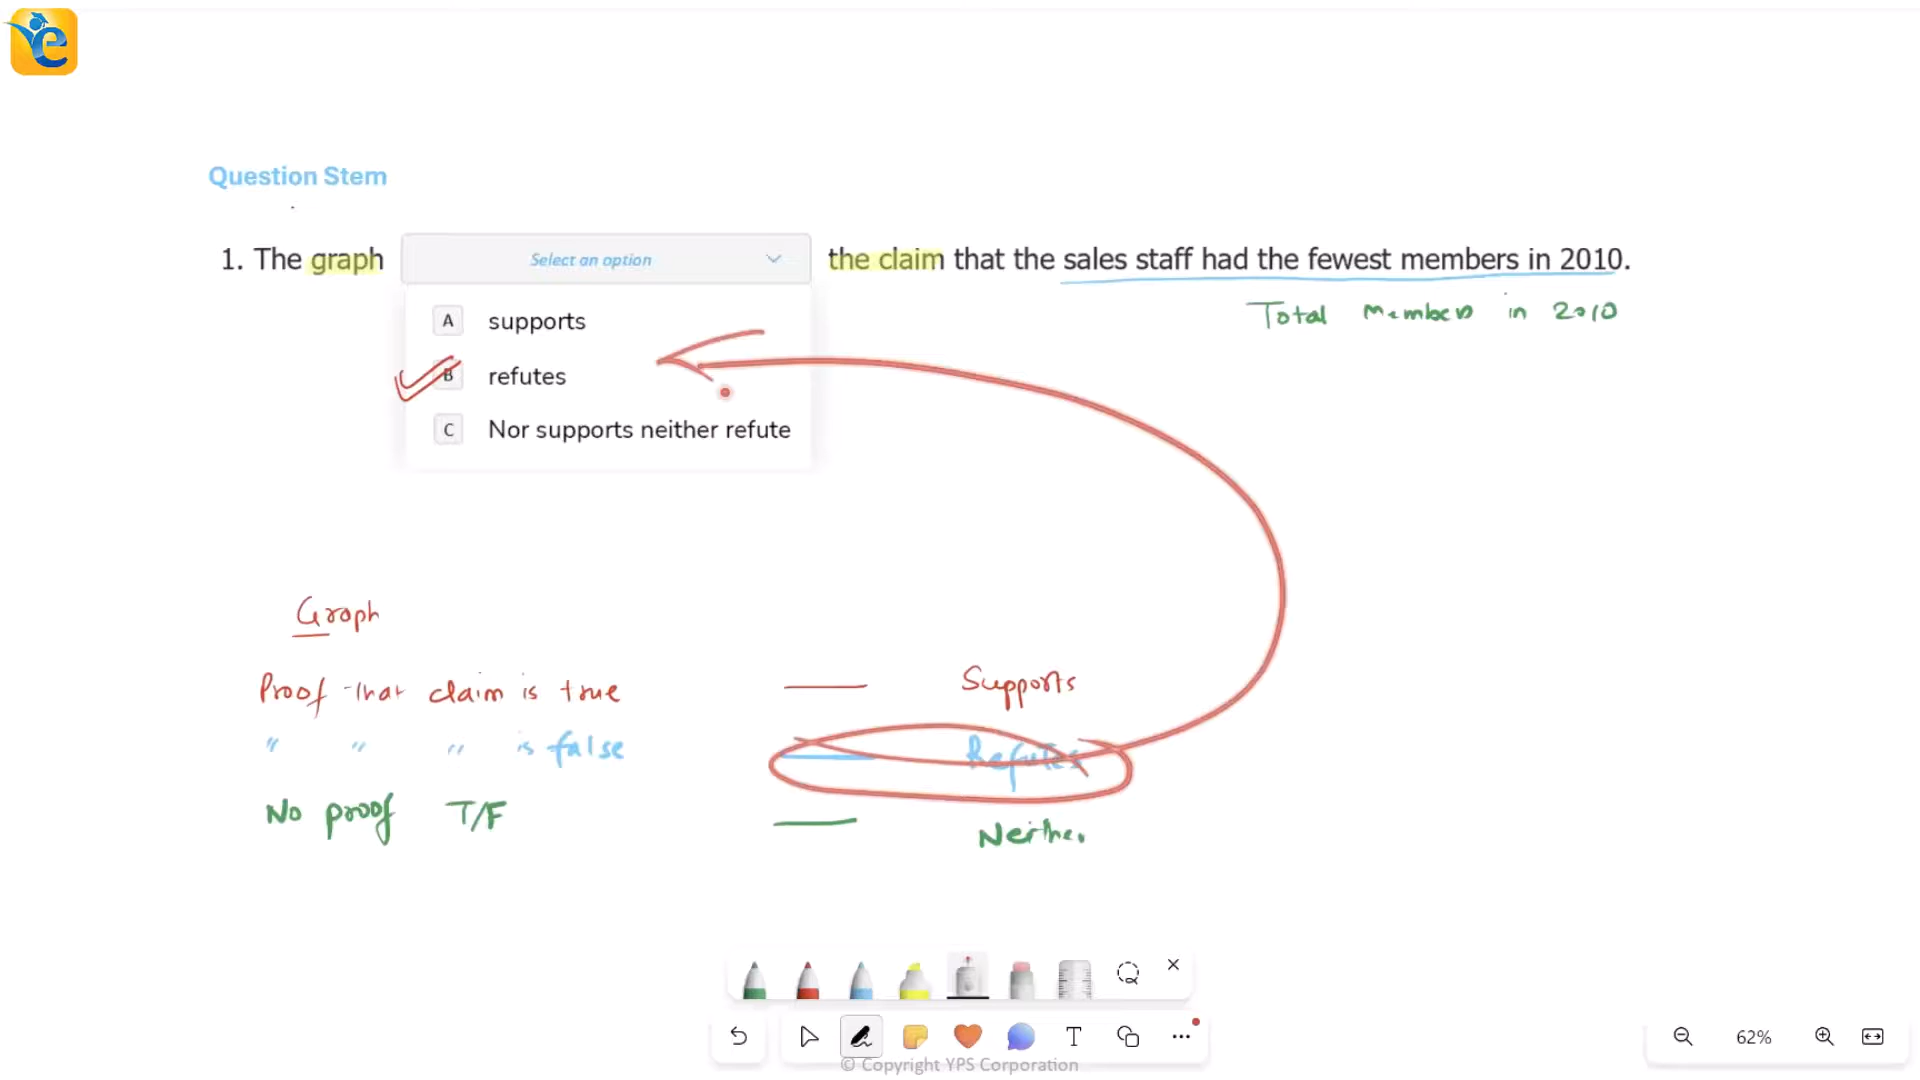 Question Stem
1. The graph Select an option the claim that the sales staff had the fewest members in 2010.
Total Members in 2010
A supports
B refutes
C Nor supports neither refute
Graph
Proof that claim is true — Supports
" " " is false — Refutes
No proof T/F — Neither
T
62%
© Copyright YPS Corporation